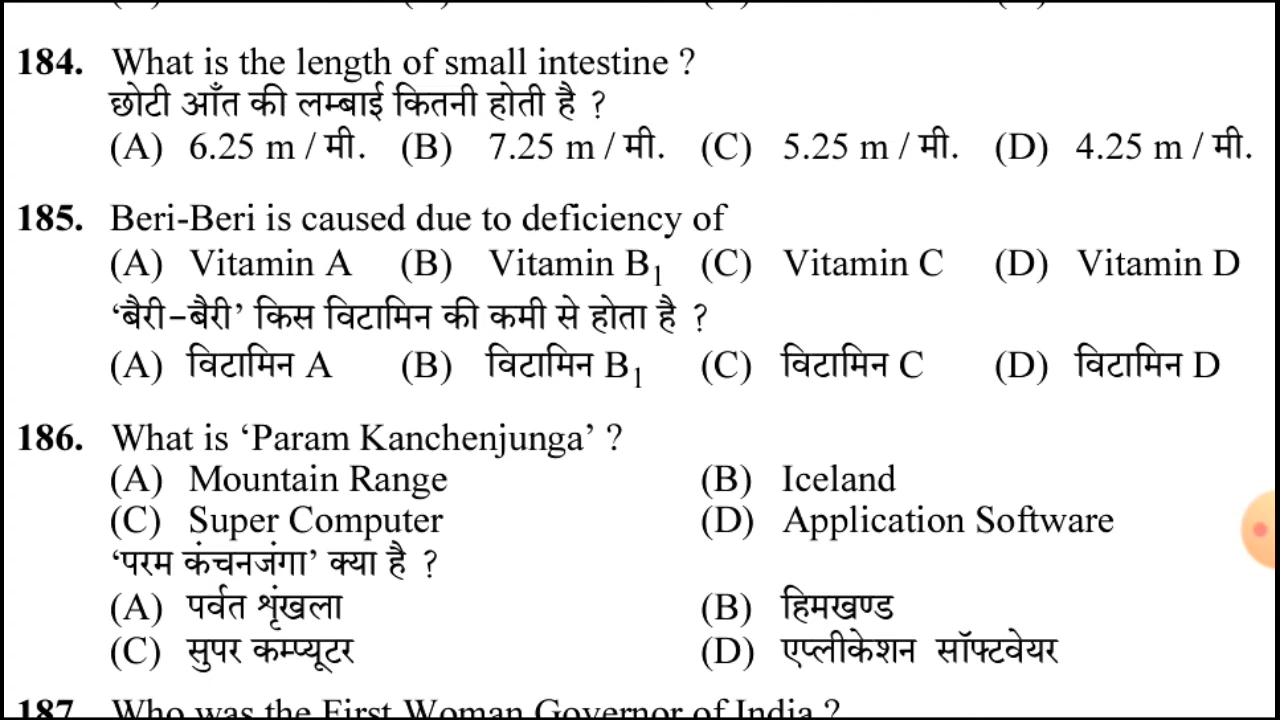 184. What is the length of small intestine ?
छोटी आँत की लम्बाई कितनी होती है ?
(A) 6.25 m / मी. (B) 7.25 m / मी. (C) 5.25 m / मी. (D) 4.25 m / मी.
185. Beri-Beri is caused due to deficiency of
(A) Vitamin A (B) Vitamin B₁ (C) Vitamin C (D) Vitamin D
‘बैरी–बैरी’ किस विटामिन की कमी से होता है ?
(A) विटामिन A (B) विटामिन B₁ (C) विटामिन C (D) विटामिन D
186. What is ‘Param Kanchenjunga’ ?
(A) Mountain Range (B) Iceland
(C) Super Computer (D) Application Software
‘परम कंचनजंगा’ क्या है ?
(A) पर्वत शृंखला (B) हिमखण्ड
(C) सुपर कम्प्यूटर (D) एप्लीकेशन सॉफ्टवेयर
187. Who was the First Woman Governor of India ?